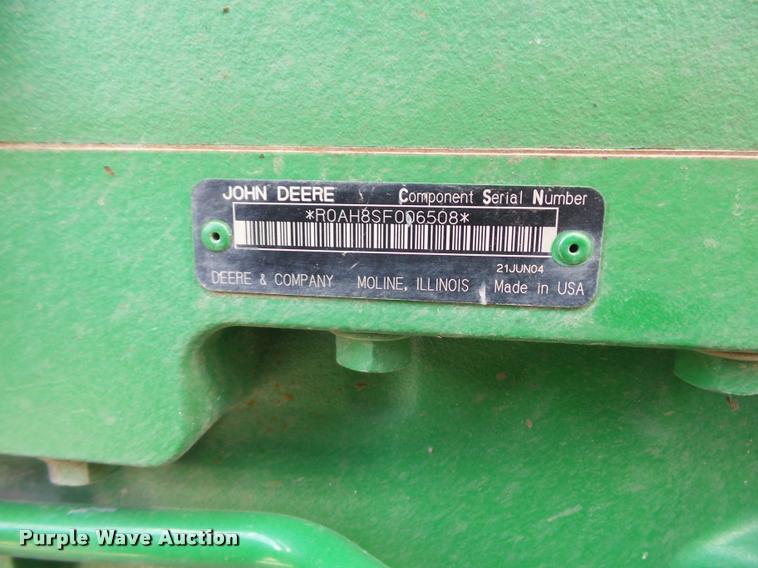 JOHN DEERE Component Serial Number
*R0AH8SF006508*
21JUN04
DEERE & COMPANY MOLINE, ILLINOIS Made in USA
Purple Wave Auction